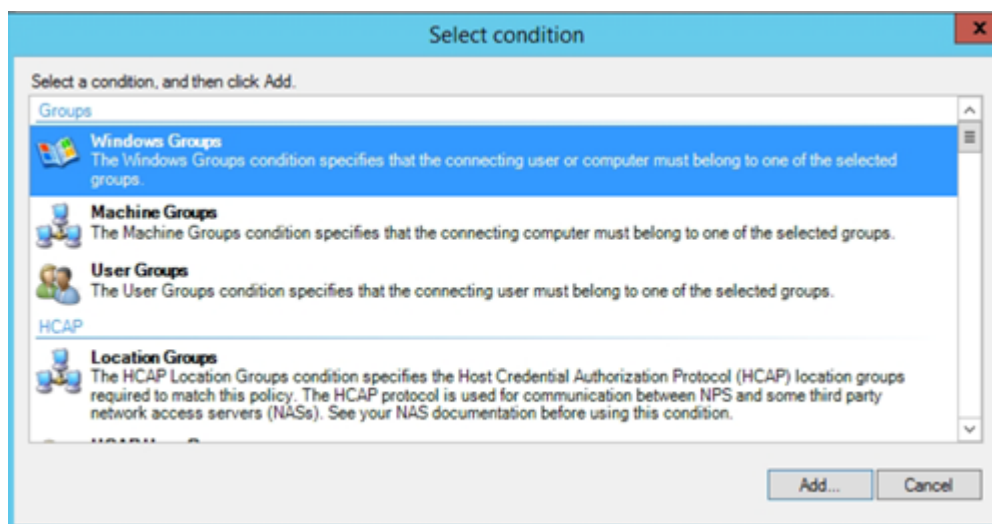 Select condition
x
Select a condition, and then click Add.
Groups
Windows Groups
The Windows Groups condition specifies that the connecting user or computer must belong to one of the selected
groups.
Machine Groups
The Machine Groups condition specifies that the connecting computer must belong to one of the selected groups.
User Groups
The User Groups condition specifies that the connecting user must belong to one of the selected groups.
HCAP
Location Groups
The HCAP Location Groups condition specifies the Host Credential Authorization Protocol (HCAP) location groups
required to match this policy. The HCAP protocol is used for communication between NPS and some third party
network access servers (NASs). See your NAS documentation before using this condition.
Add...
Cancel